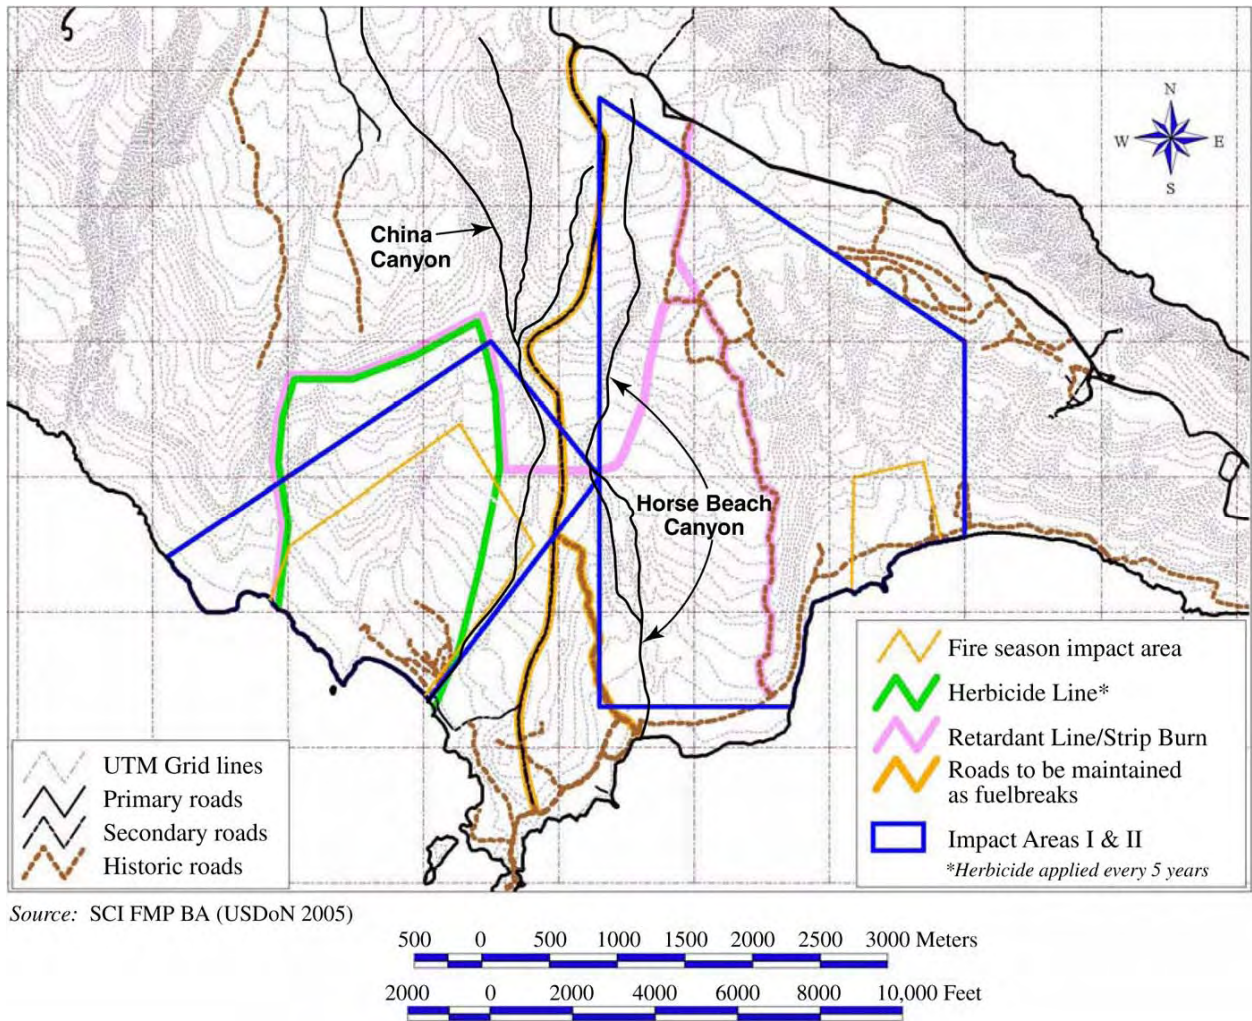 N
W E
S
China
Canyon
Horse Beach
Canyon
Fire season impact area
Herbicide Line*
Retardant Line/Strip Burn
Roads to be maintained
as fuelbreaks
Impact Areas I & II
*Herbicide applied every 5 years
UTM Grid lines
Primary roads
Secondary roads
Historic roads
Source: SCI FMP BA (USDoN 2005)
500 0 500 1000 1500 2000 2500 3000 Meters
2000 0 2000 4000 6000 8000 10,000 Feet